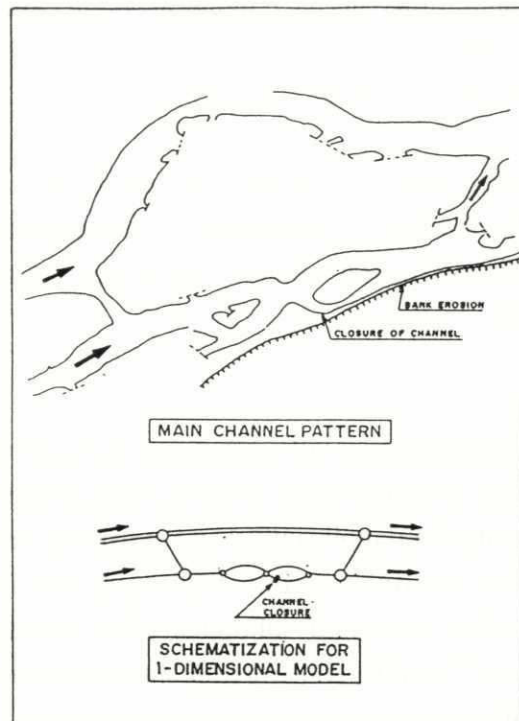 BANK EROSION
CLOSURE OF CHANNEL
MAIN CHANNEL PATTERN
CHANNEL
CLOSURE
SCHEMATIZATION FOR
1-DIMENSIONAL MODEL